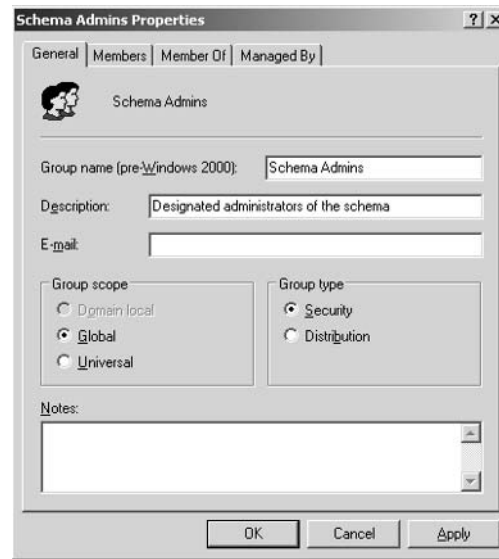 Schema Admins Properties ? ×
General Members Member Of Managed By
Schema Admins
Group name (pre-Windows 2000): Schema Admins
Description: Designated administrators of the schema
E-mail:
Group scope
Domain local
Global
Universal
Group type
Security
Distribution
Notes:
OK Cancel Apply